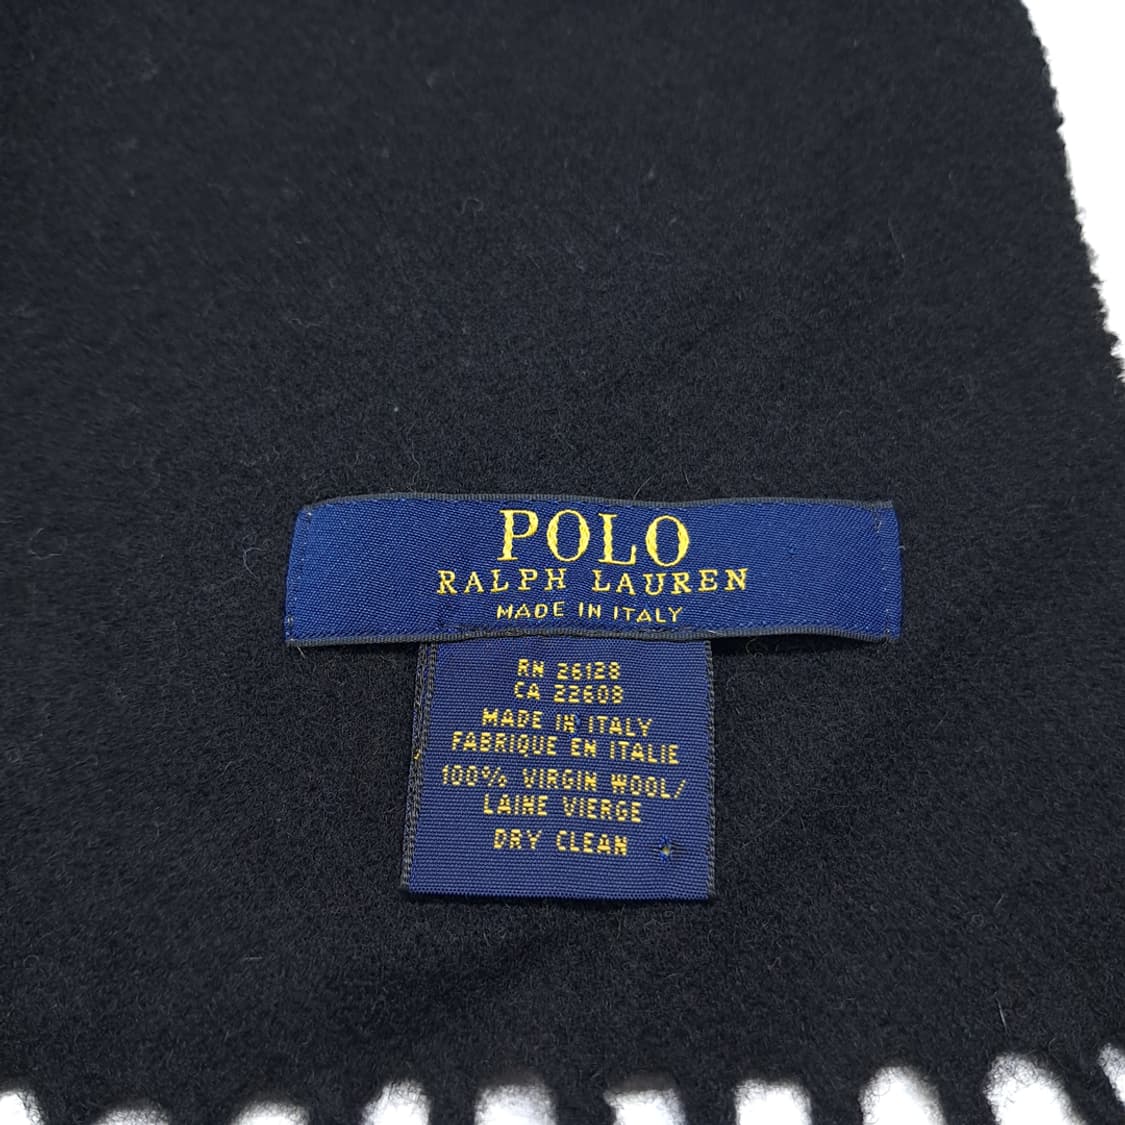 POLO
RALPH LAUREN
MADE IN ITALY
RN 26128
CA 22608
MADE IN ITALY
FABRIQUE EN ITALIE
100% VIRGIN WOOL/
LAINE VIERGE
DRY CLEAN